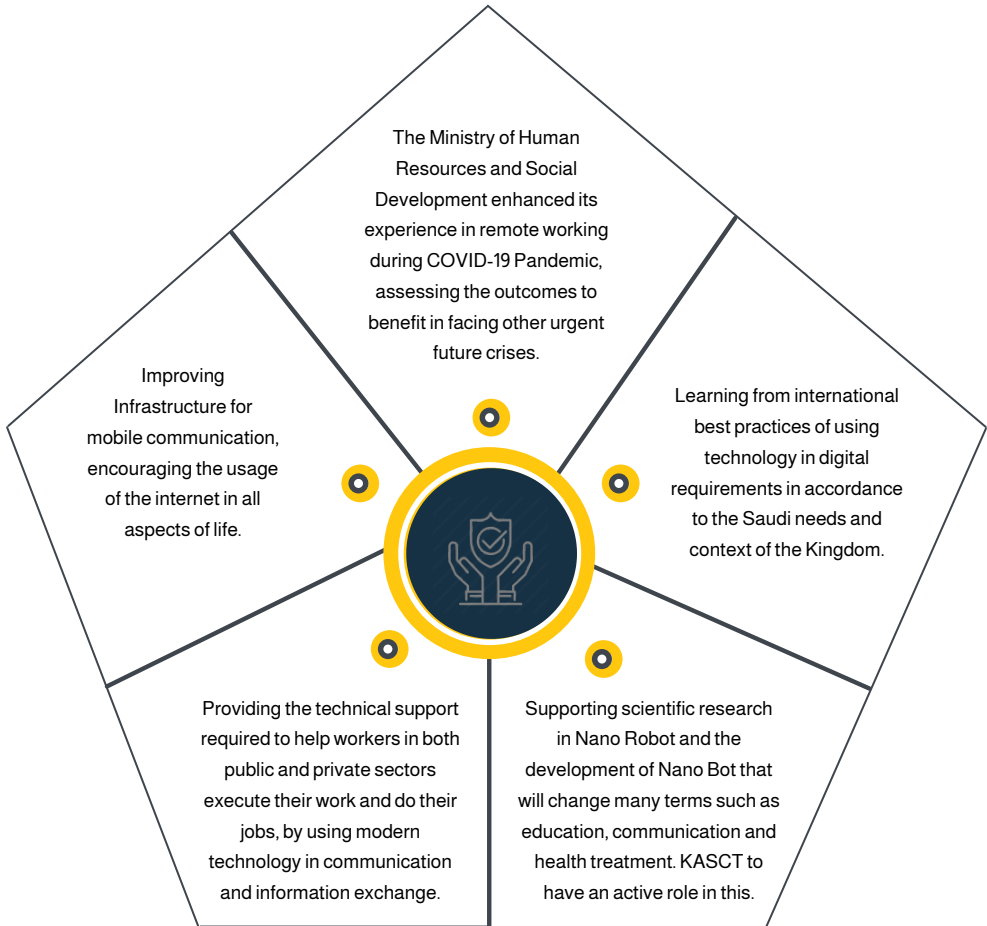 The Ministry of Human
Resources and Social
Development enhanced its
experience in remote working
during COVID-19 Pandemic,
assessing the outcomes to
benefit in facing other urgent
future crises.
Improving
Infrastructure for
mobile communication,
encouraging the usage
of the internet in all
aspects of life.
Learning from international
best practices of using
technology in digital
requirements in accordance
to the Saudi needs and
context of the Kingdom.
Providing the technical support
required to help workers in both
public and private sectors
execute their work and do their
jobs, by using modern
technology in communication
and information exchange.
Supporting scientific research
in Nano Robot and the
development of Nano Bot that
will change many terms such as
education, communication and
health treatment. KASCT to
have an active role in this.